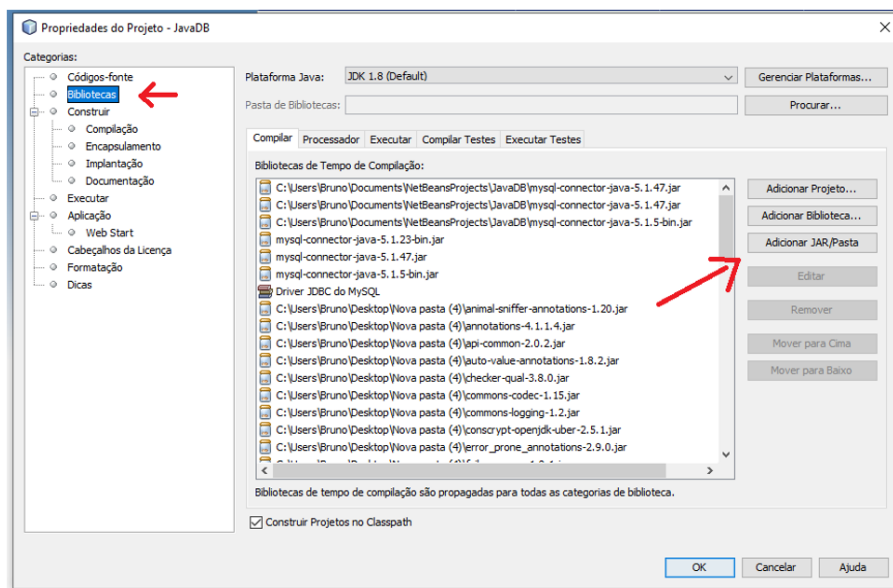 Propriedades do Projeto - JavaDB
Categorias:
Códigos-fonte
Bibliotecas
Construir
Compilação
Encapsulamento
Implantação
Documentação
Executar
Aplicação
Web Start
Cabeçalhos da Licença
Formatação
Dicas
Plataforma Java: JDK 1.8 (Default) Gerenciar Plataformas...
Pasta de Bibliotecas: Procurar...
Compilar Processador Executar Compilar Testes Executar Testes
Bibliotecas de Tempo de Compilação:
C:\Users\Bruno\Documents\NetBeansProjects\JavaDB\mysql-connector-java-5.1.47.jar
C:\Users\Bruno\Documents\NetBeansProjects\JavaDB\mysql-connector-java-5.1.47.jar
C:\Users\Bruno\Documents\NetBeansProjects\JavaDB\mysql-connector-java-5.1.5-bin.jar
mysql-connector-java-5.1.23-bin.jar
mysql-connector-java-5.1.47.jar
mysql-connector-java-5.1.5-bin.jar
Driver JDBC do MySQL
C:\Users\Bruno\Desktop\Nova pasta (4)\animal-sniffer-annotations-1.20.jar
C:\Users\Bruno\Desktop\Nova pasta (4)\annotations-4.1.1.4.jar
C:\Users\Bruno\Desktop\Nova pasta (4)\api-common-2.0.2.jar
C:\Users\Bruno\Desktop\Nova pasta (4)\auto-value-annotations-1.8.2.jar
C:\Users\Bruno\Desktop\Nova pasta (4)\checker-qual-3.8.0.jar
C:\Users\Bruno\Desktop\Nova pasta (4)\commons-codec-1.15.jar
C:\Users\Bruno\Desktop\Nova pasta (4)\commons-logging-1.2.jar
C:\Users\Bruno\Desktop\Nova pasta (4)\conscrypt-openjdk-uber-2.5.1.jar
C:\Users\Bruno\Desktop\Nova pasta (4)\error_prone_annotations-2.9.0.jar
Adicionar Projeto...
Adicionar Biblioteca...
Adicionar JAR/Pasta
Editar
Remover
Mover para Cima
Mover para Baixo
Bibliotecas de tempo de compilação são propagadas para todas as categorias de biblioteca.
Construir Projetos no Classpath
OK Cancelar Ajuda